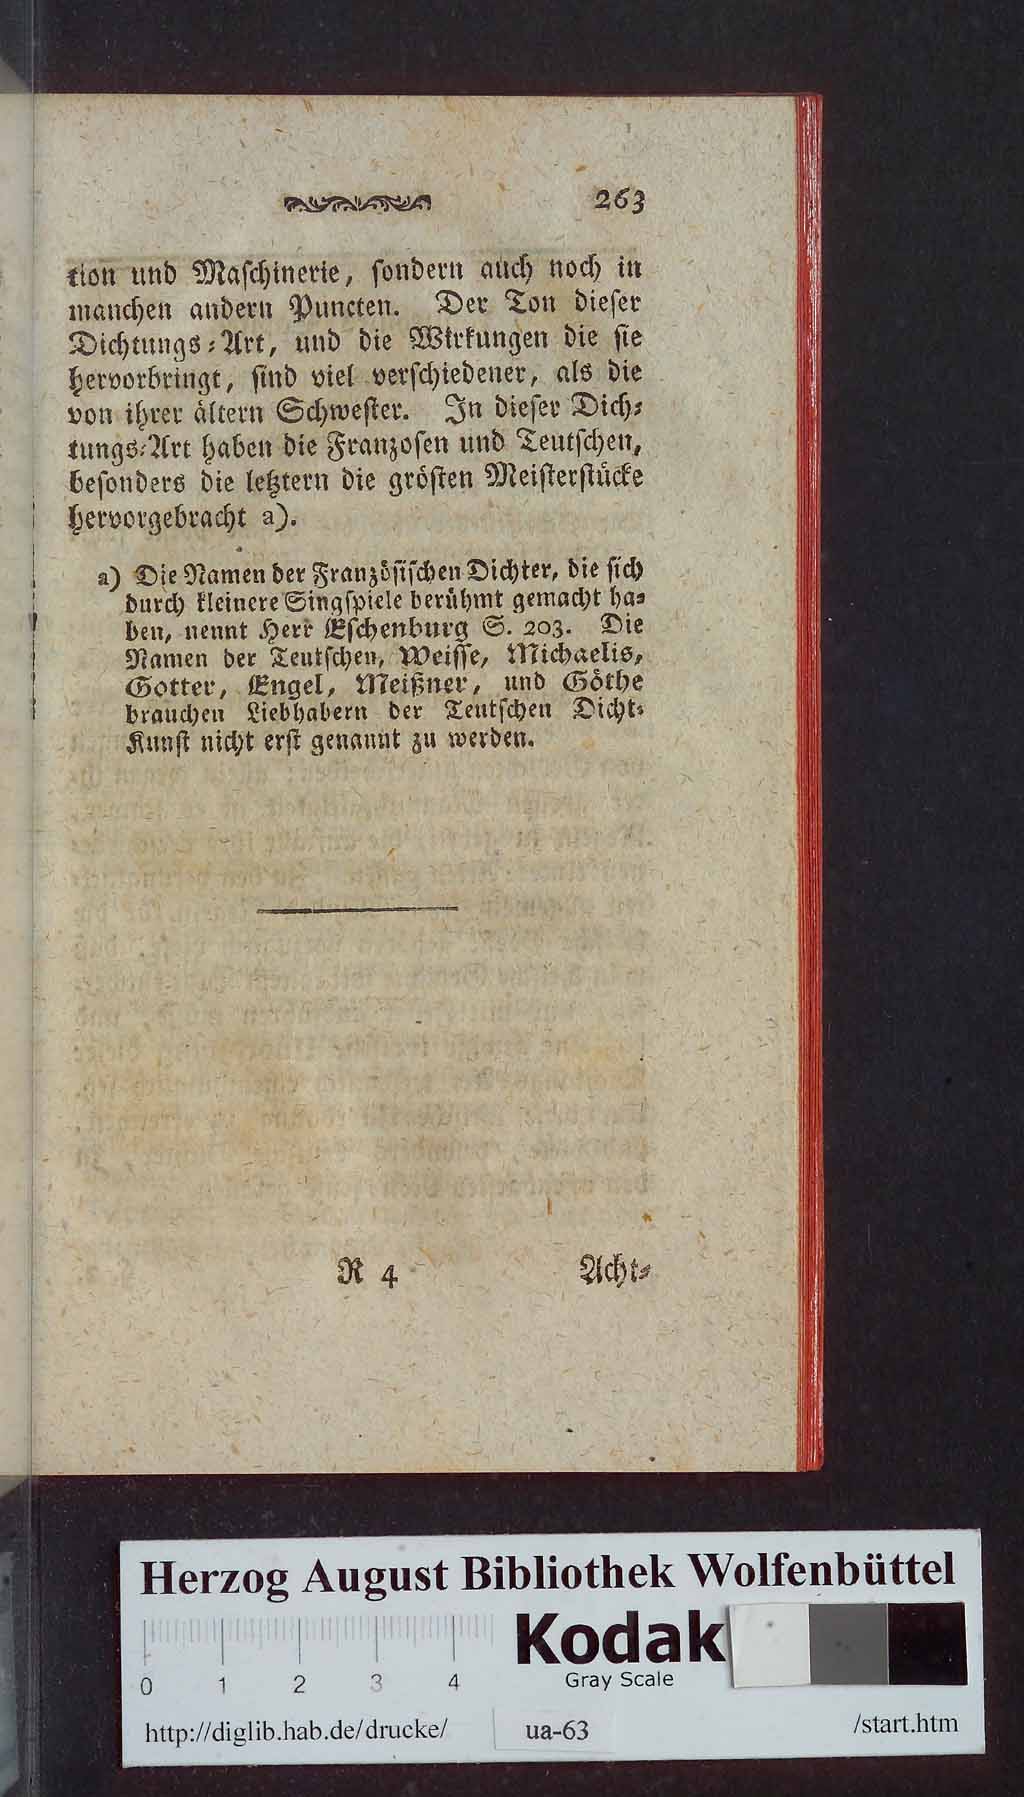 263
tion und Maschinerie, sondern auch noch in
manchen andern Puncten. Der Ton dieser
Dichtungs-Art, und die Wirkungen die sie
hervorbringt, sind viel verschiedener, als die
von ihrer ältern Schwester. In dieser Dich-
tungs-Art haben die Franzosen und Teutschen,
besonders die letztern die grösten Meisterstücke
hervorgebracht a).
a) Die Namen der Französischen Dichter, die sich
durch kleinere Singspiele berühmt gemacht ha-
ben, nennt Herr Eschenburg S. 203. Die
Namen der Teutschen, Weisse, Michaelis,
Gotter, Engel, Meißner, und Göthe
brauchen Liebhabern der Teutschen Dicht-
Kunst nicht erst genannt zu werden.
R 4 Acht-
Herzog August Bibliothek Wolfenbüttel
Kodak
Gray Scale
0 1 2 3 4
http://diglib.hab.de/drucke/ ua-63 /start.htm